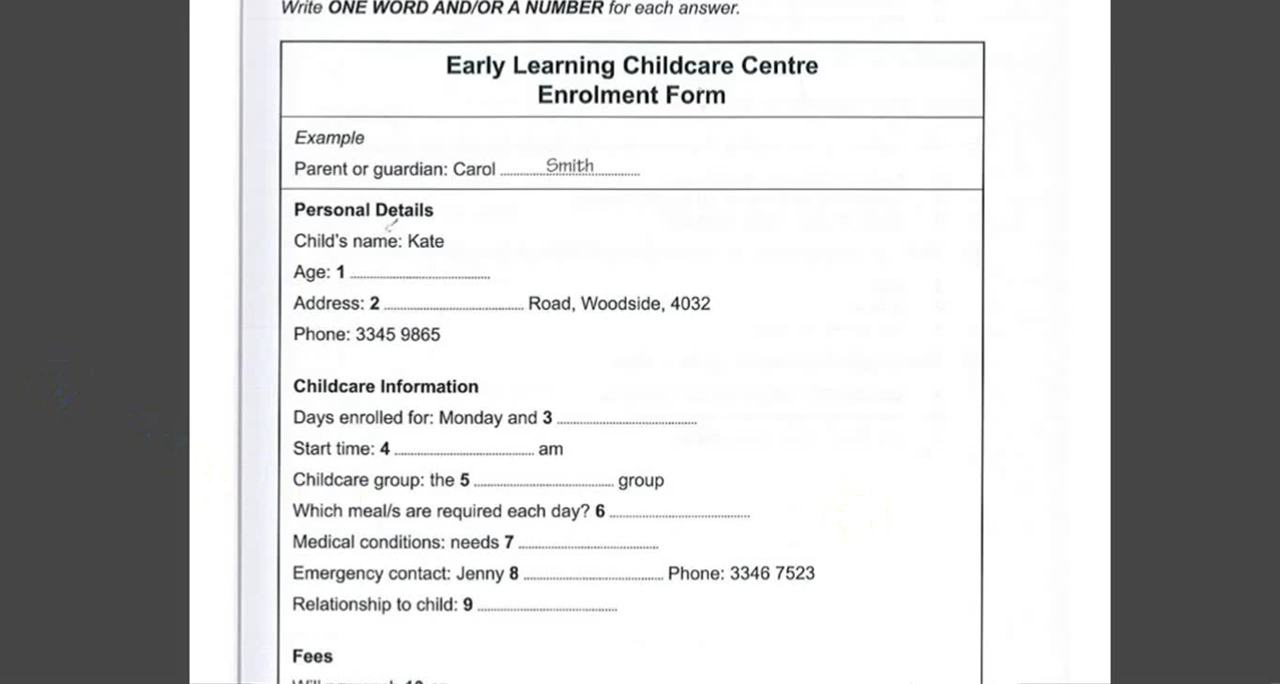 Write ONE WORD AND/OR A NUMBER for each answer.
Early Learning Childcare Centre
Enrolment Form
Example
Parent or guardian: Carol Smith
Personal Details
Child's name: Kate
Age: 1
Address: 2 Road, Woodside, 4032
Phone: 3345 9865
Childcare Information
Days enrolled for: Monday and 3
Start time: 4 am
Childcare group: the 5 group
Which meal/s are required each day? 6
Medical conditions: needs 7
Emergency contact: Jenny 8 Phone: 3346 7523
Relationship to child: 9
Fees